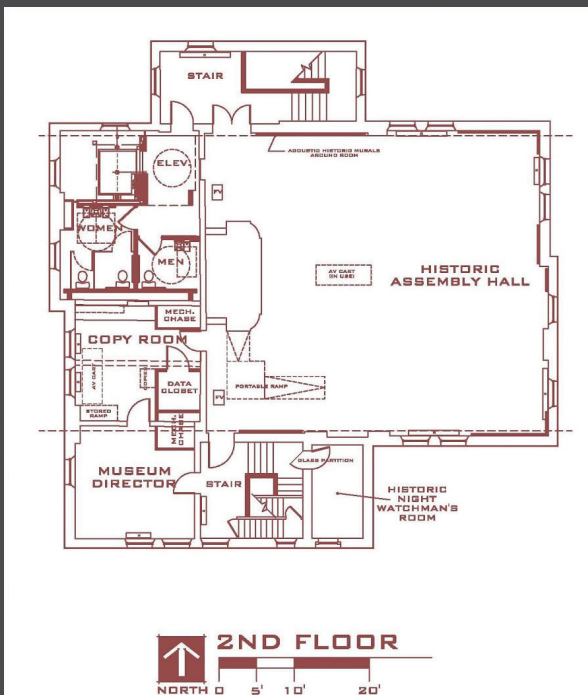 STAIR
ACOUSTIC HISTORIC MURALS
AROUND ROOM
ELEV.
WOMEN
MEN
HISTORIC
ASSEMBLY HALL
AV CART
(IN USE)
MECH.
CHASE
COPY ROOM
AV CART
COPIER
DATA
CLOSET
PORTABLE RAMP
STORED
RAMP
MECH.
CHASE
MUSEUM
DIRECTOR
STAIR
GLASS PARTITION
HISTORIC
NIGHT
WATCHMAN'S
ROOM
2ND FLOOR
NORTH 0 5' 10' 20'